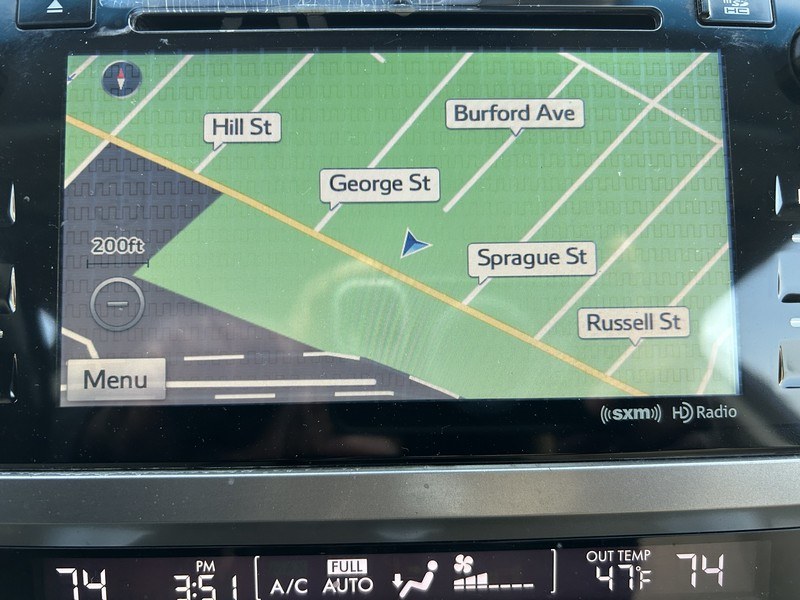 Hill St
Burford Ave
George St
200ft
Sprague St
Russell St
Menu
((sxm)) HD Radio
74
PM
3:51
A/C
FULL
AUTO
OUT TEMP
47°F
74